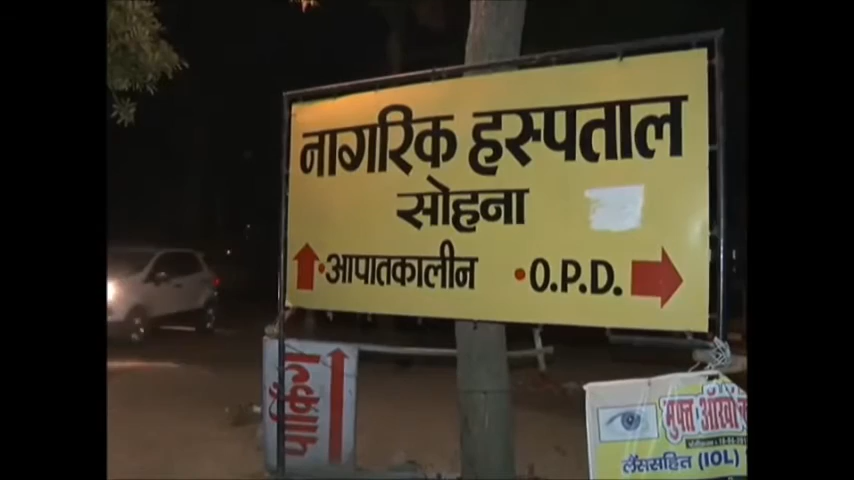 नागरिक हस्पताल
सोहना
आपातकालीन
O.P.D.
पार्किंग
मुफ्त आँखो
लैंससहित (IOL)